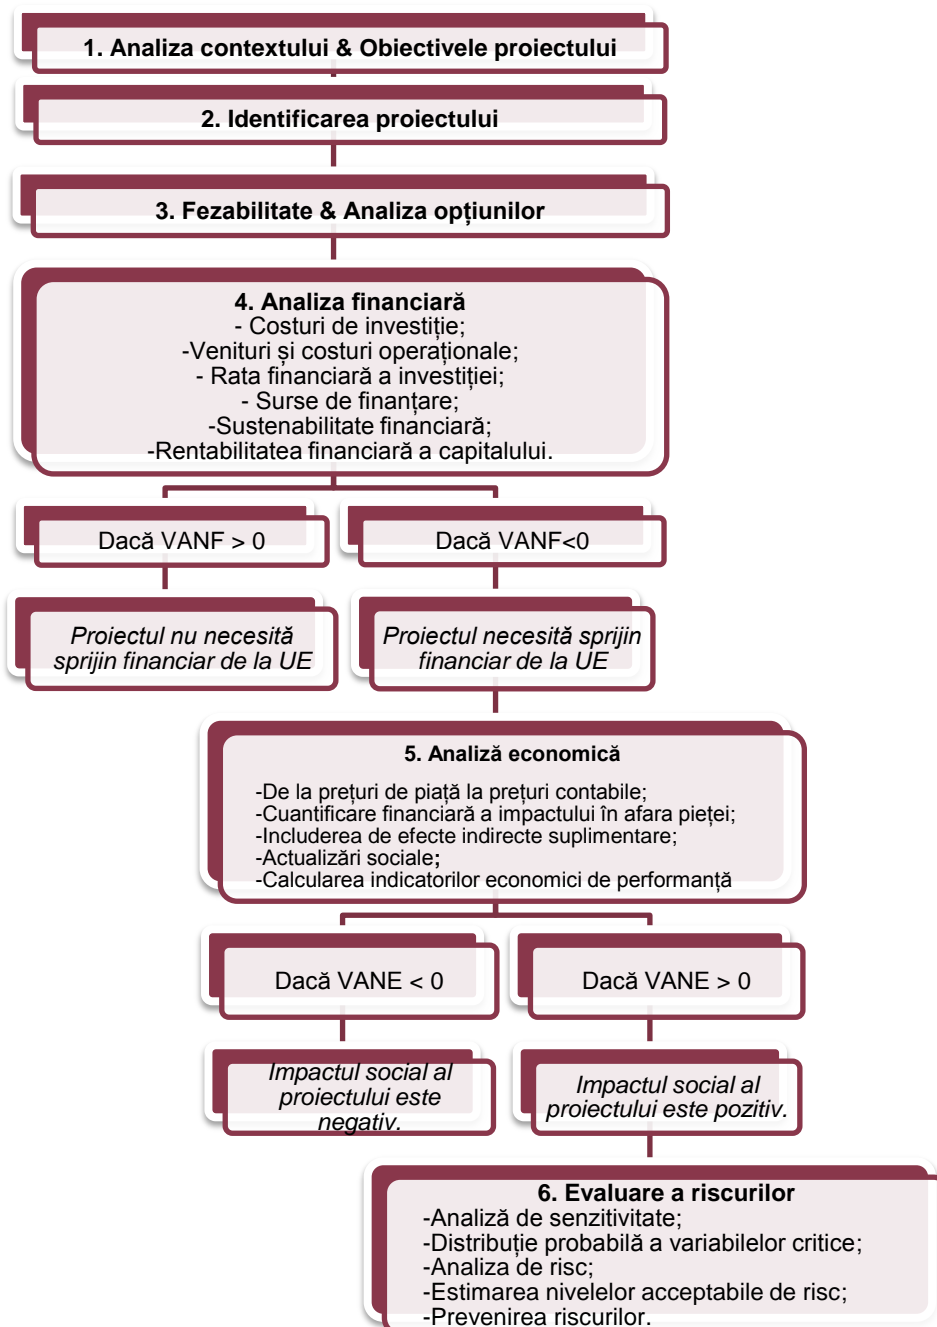 1. Analiza contextului & Obiectivele proiectului
2. Identificarea proiectului
3. Fezabilitate & Analiza opțiunilor
4. Analiza financiară
- Costuri de investiție;
-Venituri și costuri operaționale;
- Rata financiară a investiției;
- Surse de finanțare;
-Sustenabilitate financiară;
-Rentabilitatea financiară a capitalului.
Dacă VANF > 0
Dacă VANF<0
Proiectul nu necesită
sprijin financiar de la UE
Proiectul necesită sprijin
financiar de la UE
5. Analiză economică
-De la prețuri de piață la prețuri contabile;
-Cuantificare financiară a impactului în afara pieței;
-Includerea de efecte indirecte suplimentare;
-Actualizări sociale;
-Calcularea indicatorilor economici de performanță
Dacă VANE < 0
Dacă VANE > 0
Impactul social al
proiectului este
negativ.
Impactul social al
proiectului este pozitiv.
6. Evaluare a riscurilor
-Analiză de senzitivitate;
-Distribuție probabilă a variabilelor critice;
-Analiza de risc;
-Estimarea nivelelor acceptabile de risc;
-Prevenirea riscurilor.